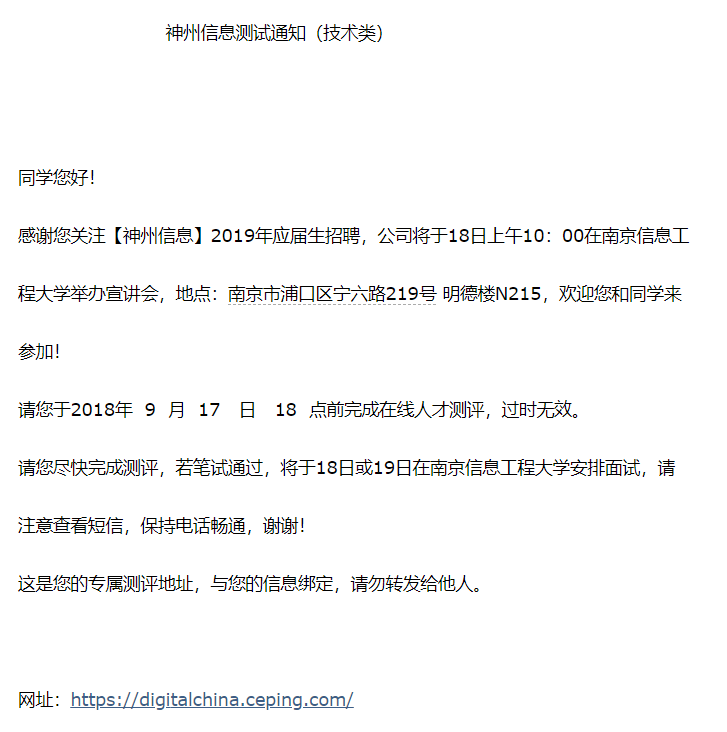 神州信息测试通知（技术类）
同学您好！
感谢您关注【神州信息】2019年应届生招聘，公司将于18日上午10：00在南京信息工
程大学举办宣讲会，地点：南京市浦口区宁六路219号 明德楼N215，欢迎您和同学来
参加！
请您于2018年 9 月 17 日 18 点前完成在线人才测评，过时无效。
请您尽快完成测评，若笔试通过，将于18日或19日在南京信息工程大学安排面试，请
注意查看短信，保持电话畅通，谢谢！
这是您的专属测评地址，与您的信息绑定，请勿转发给他人。
网址：https://digitalchina.ceping.com/